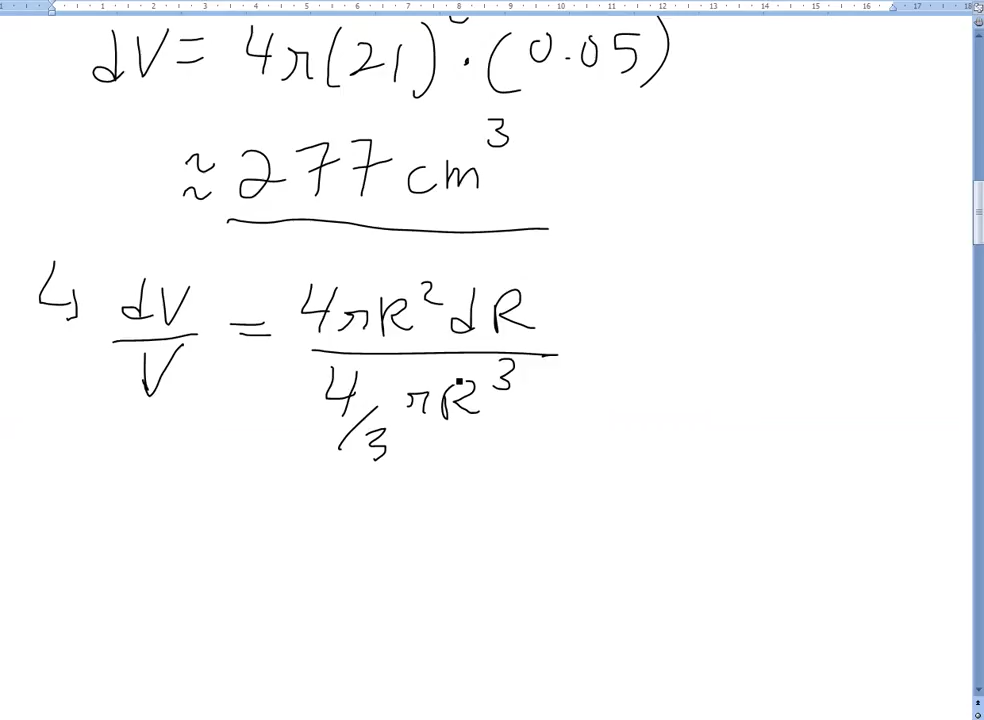 dV = 4π(21)² · (0.05)
≈ 277 cm³
↳ dV/V = 4πR² dR / 4/3 πR³